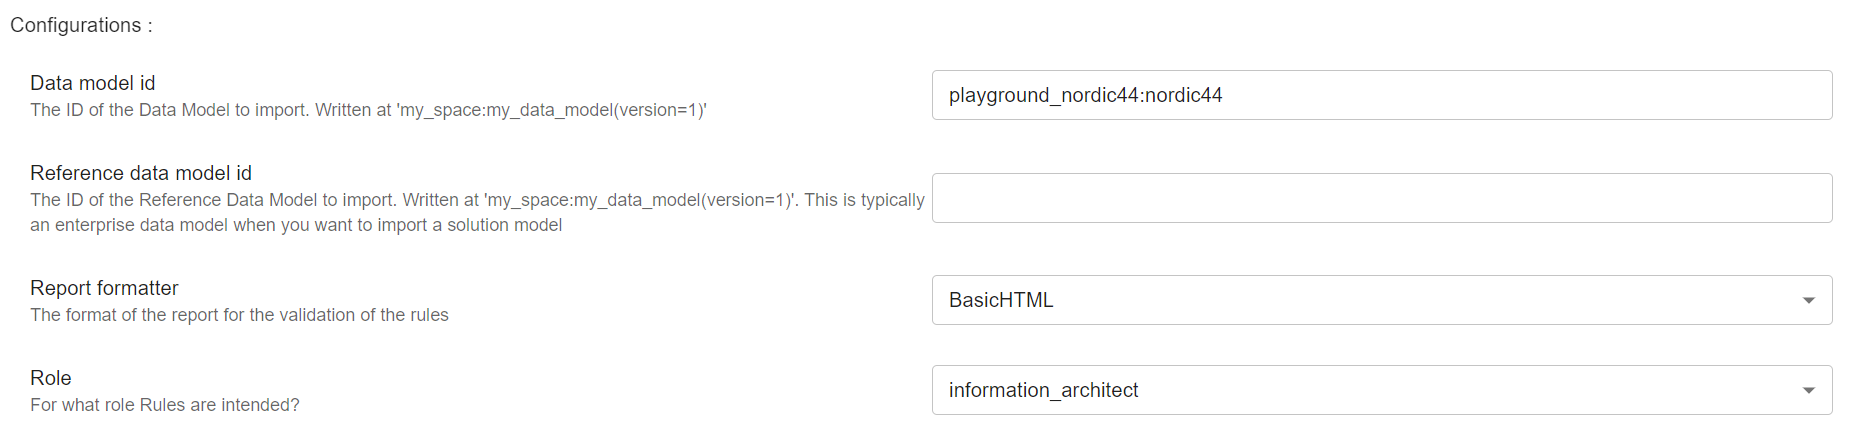 Configurations :
Data model id
The ID of the Data Model to import. Written at 'my_space:my_data_model(version=1)'
playground_nordic44:nordic44
Reference data model id
The ID of the Reference Data Model to import. Written at 'my_space:my_data_model(version=1)'. This is typically
an enterprise data model when you want to import a solution model
Report formatter
The format of the report for the validation of the rules
BasicHTML
Role
For what role Rules are intended?
information_architect